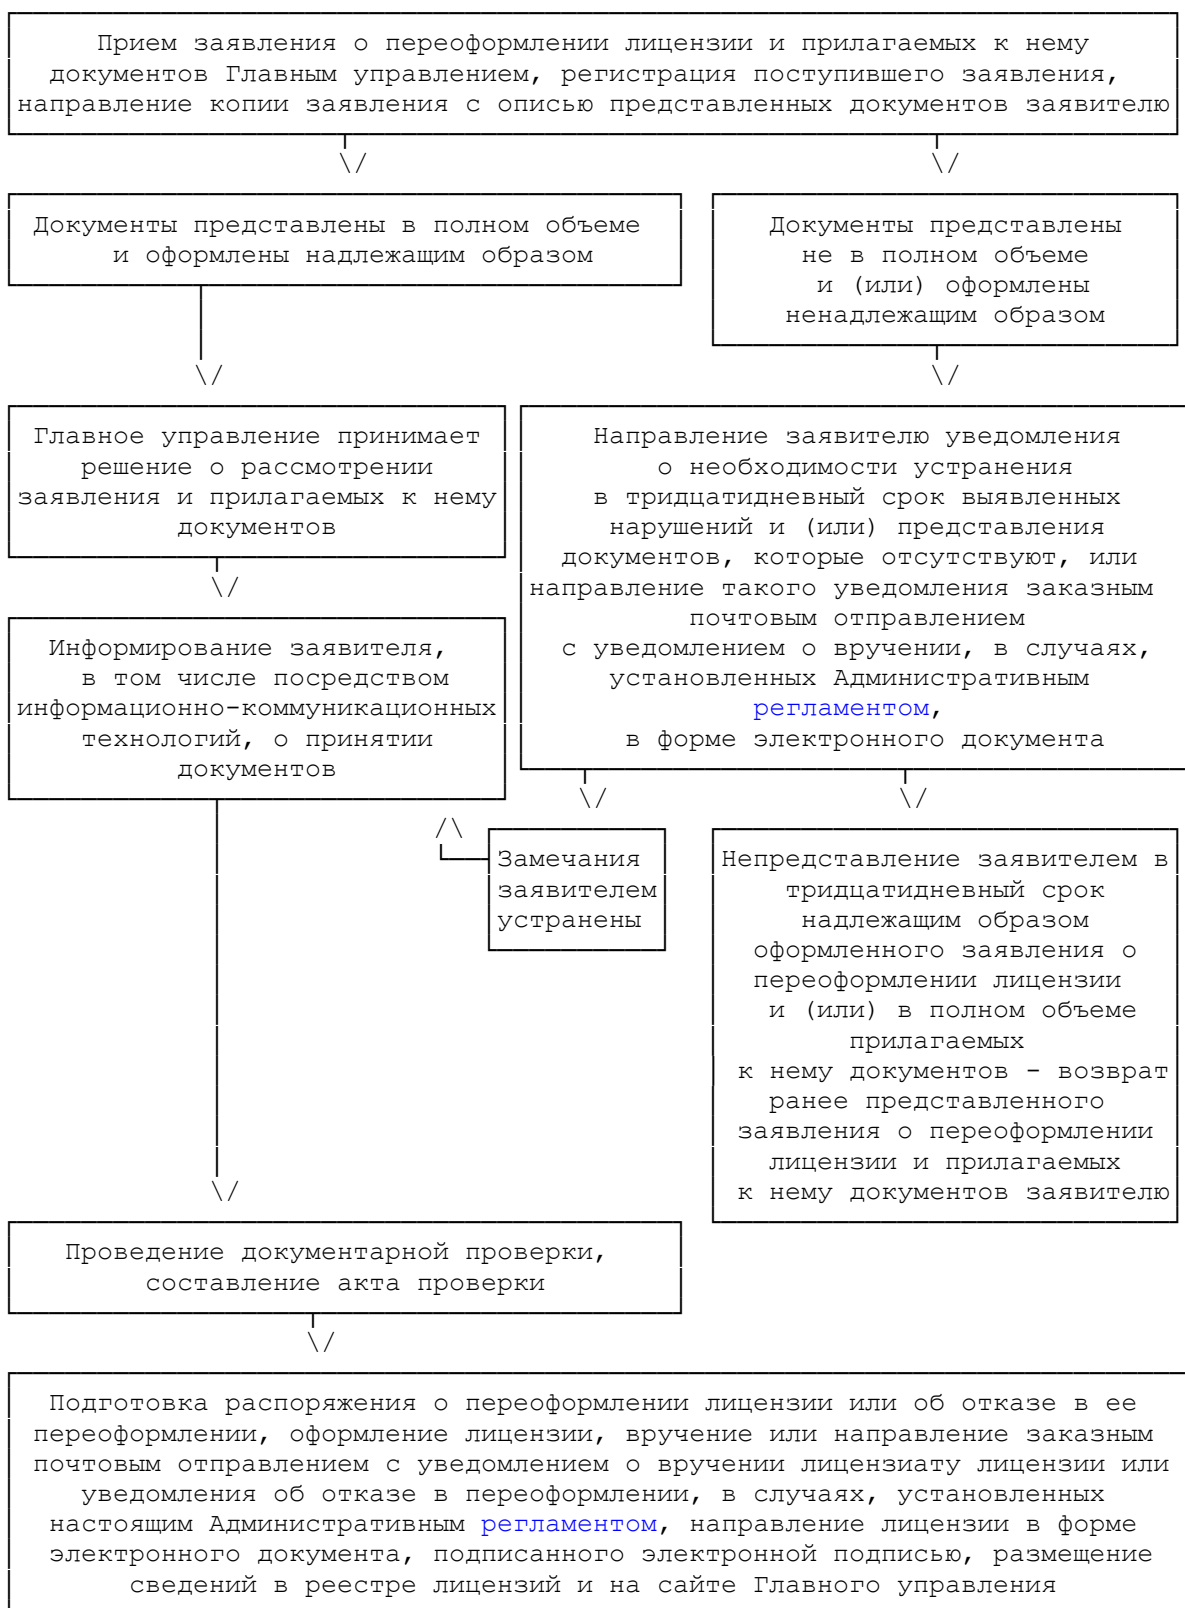 Прием заявления о переоформлении лицензии и прилагаемых к нему
документов Главным управлением, регистрация поступившего заявления,
направление копии заявления с описью представленных документов заявителю
Документы представлены в полном объеме
и оформлены надлежащим образом
Документы представлены
не в полном объеме
и (или) оформлены
ненадлежащим образом
Главное управление принимает
решение о рассмотрении
заявления и прилагаемых к нему
документов
Направление заявителю уведомления
о необходимости устранения
в тридцатидневный срок выявленных
нарушений и (или) представления
документов, которые отсутствуют, или
направление такого уведомления заказным
почтовым отправлением
с уведомлением о вручении, в случаях,
установленных Административным
регламентом,
в форме электронного документа
Информирование заявителя,
в том числе посредством
информационно-коммуникационных
технологий, о принятии
документов
Замечания
заявителем
устранены
Непредставление заявителем в
тридцатидневный срок
надлежащим образом
оформленного заявления о
переоформлении лицензии
и (или) в полном объеме
прилагаемых
к нему документов - возврат
ранее представленного
заявления о переоформлении
лицензии и прилагаемых
к нему документов заявителю
Проведение документарной проверки,
составление акта проверки
Подготовка распоряжения о переоформлении лицензии или об отказе в ее
переоформлении, оформление лицензии, вручение или направление заказным
почтовым отправлением с уведомлением о вручении лицензиату лицензии или
уведомления об отказе в переоформлении, в случаях, установленных
настоящим Административным регламентом, направление лицензии в форме
электронного документа, подписанного электронной подписью, размещение
сведений в реестре лицензий и на сайте Главного управления